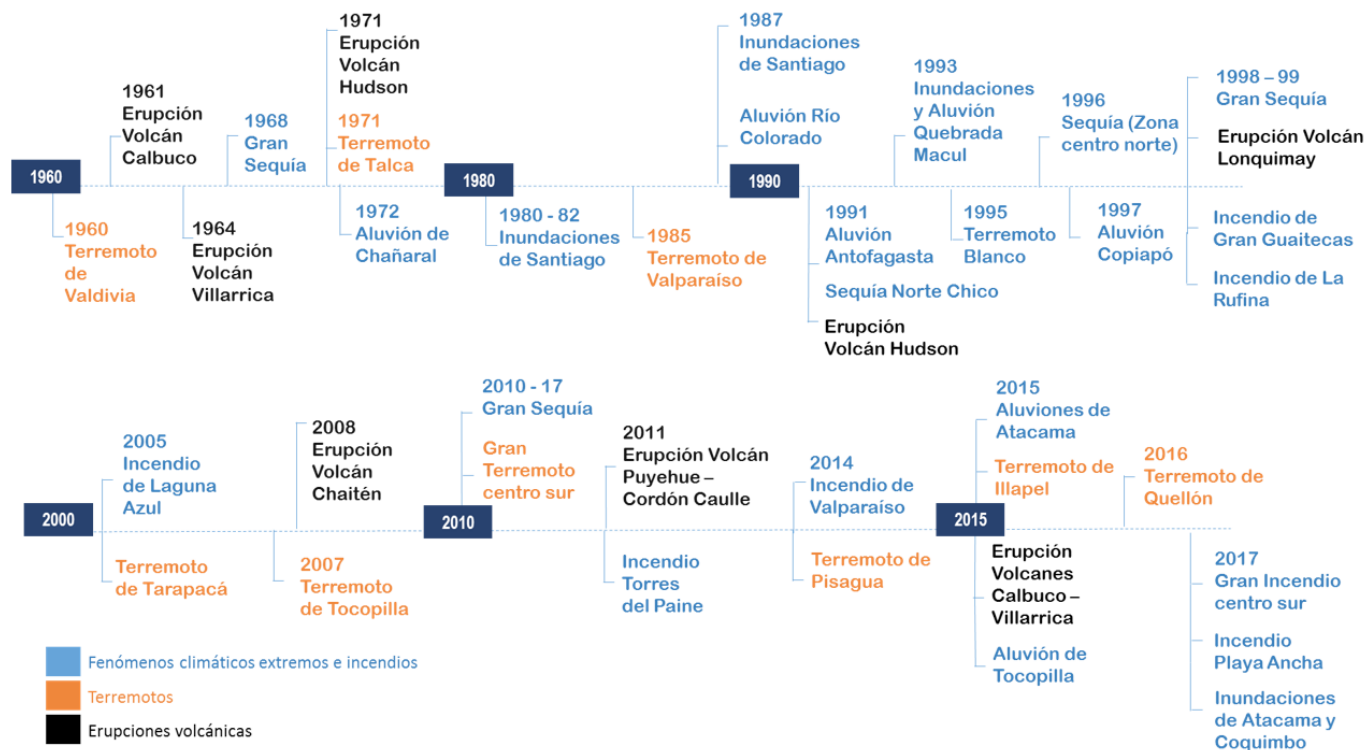 1971
Erupción
Volcán
Hudson
1971
Terremoto
de Talca
1961
Erupción
Volcán
Calbuco
1968
Gran
Sequía
1960
1960
Terremoto
de
Valdivia
1964
Erupción
Volcán
Villarrica
1972
Aluvión de
Chañaral
1980
1980 - 82
Inundaciones
de Santiago
1985
Terremoto de
Valparaíso
1987
Inundaciones
de Santiago
Aluvión Río
Colorado
1990
1991
Aluvión
Antofagasta
Sequía Norte Chico
Erupción
Volcán Hudson
1993
Inundaciones
y Aluvión
Quebrada
Macul
1995
Terremoto
Blanco
1996
Sequía (Zona
centro norte)
1997
Aluvión
Copiapó
1998 – 99
Gran Sequía
Erupción Volcán
Lonquimay
Incendio de
Gran Guaitecas
Incendio de La
Rufina
2000
2005
Incendio
de Laguna
Azul
Terremoto
de Tarapacá
2007
Terremoto
de Tocopilla
2008
Erupción
Volcán
Chaitén
2010
2010 - 17
Gran Sequía
Gran
Terremoto
centro sur
2011
Erupción Volcán
Puyehue –
Cordón Caulle
Incendio
Torres
del Paine
2014
Incendio de
Valparaíso
Terremoto de
Pisagua
2015
2015
Aluviones de
Atacama
Terremoto de
Illapel
Erupción
Volcanes
Calbuco –
Villarrica
Aluvión de
Tocopilla
2016
Terremoto de
Quellón
2017
Gran Incendio
centro sur
Incendio
Playa Ancha
Inundaciones
de Atacama y
Coquimbo
Fenómenos climáticos extremos e incendios
Terremotos
Erupciones volcánicas